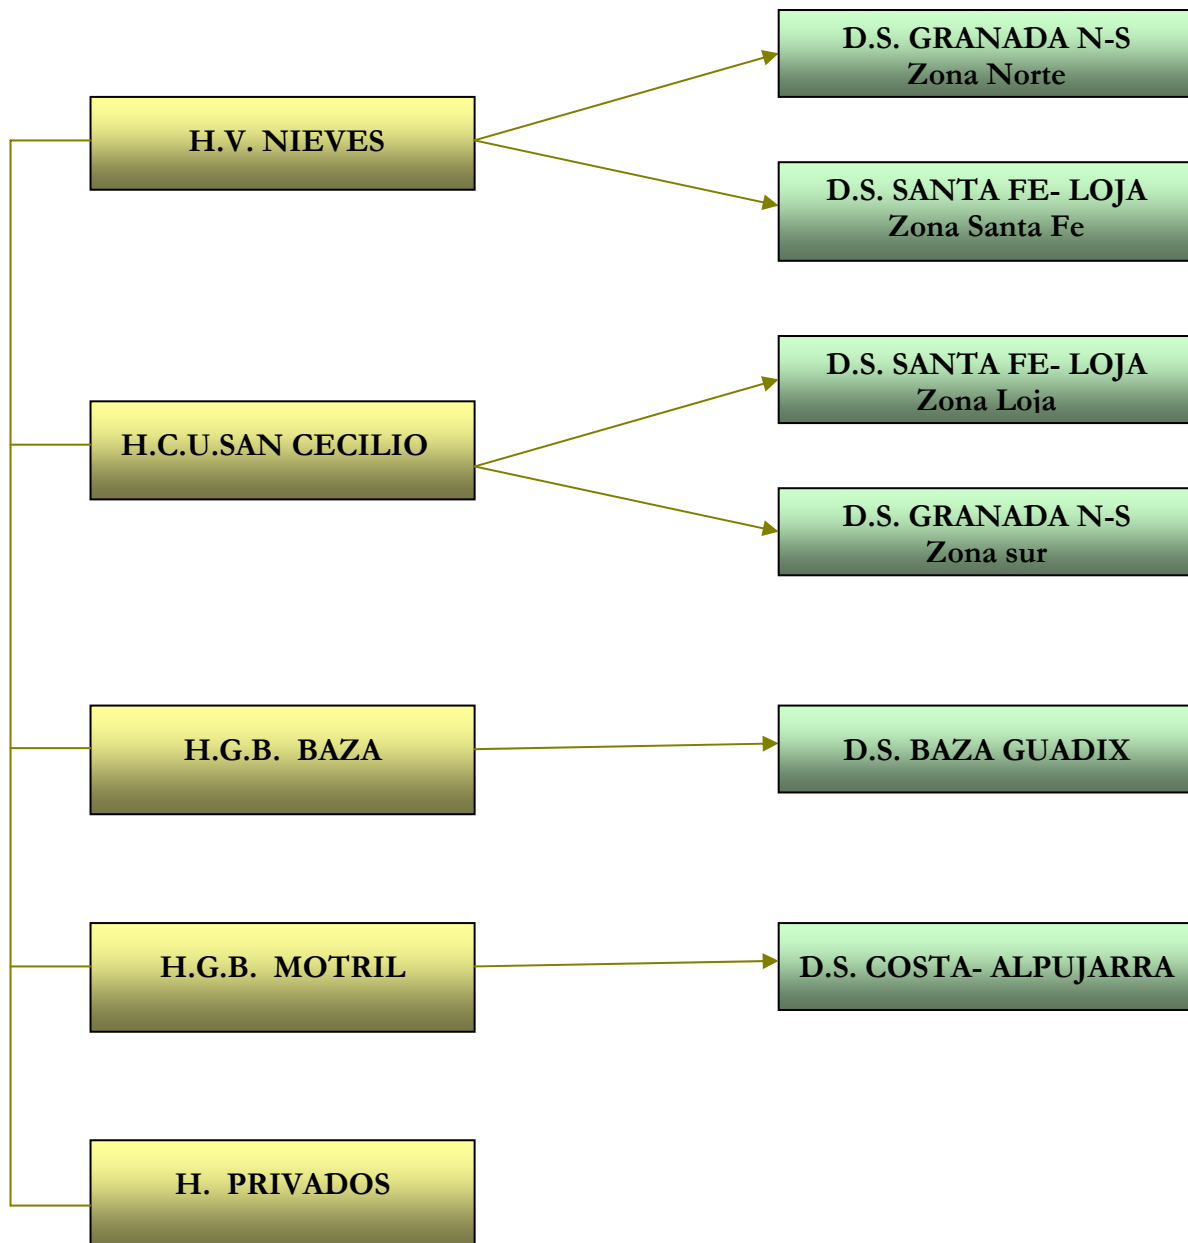 D.S. GRANADA N-S
Zona Norte
H.V. NIEVES
D.S. SANTA FE- LOJA
Zona Santa Fe
D.S. SANTA FE- LOJA
Zona Loja
H.C.U.SAN CECILIO
D.S. GRANADA N-S
Zona sur
H.G.B. BAZA
D.S. BAZA GUADIX
H.G.B. MOTRIL
D.S. COSTA- ALPUJARRA
H. PRIVADOS